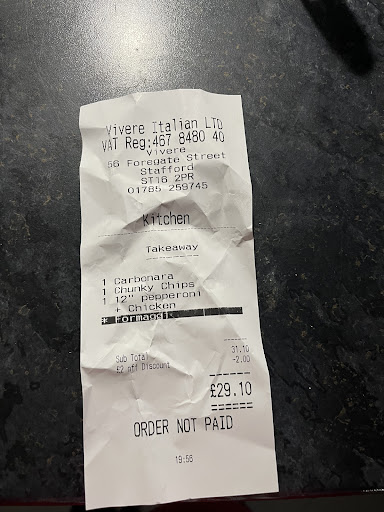 Vivere Italian LTD
VAT Reg:467 8480 40
Vivere
56 Foregate Street
Stafford
ST16 2PR
01785 259745
Kitchen
Takeaway
1 Carbonara
1 Chunky Chips
1 12" pepperoni
+ Chicken
*
Sub Total 31.10
£2 off Discount -2.00
£29.10
ORDER NOT PAID
19:56